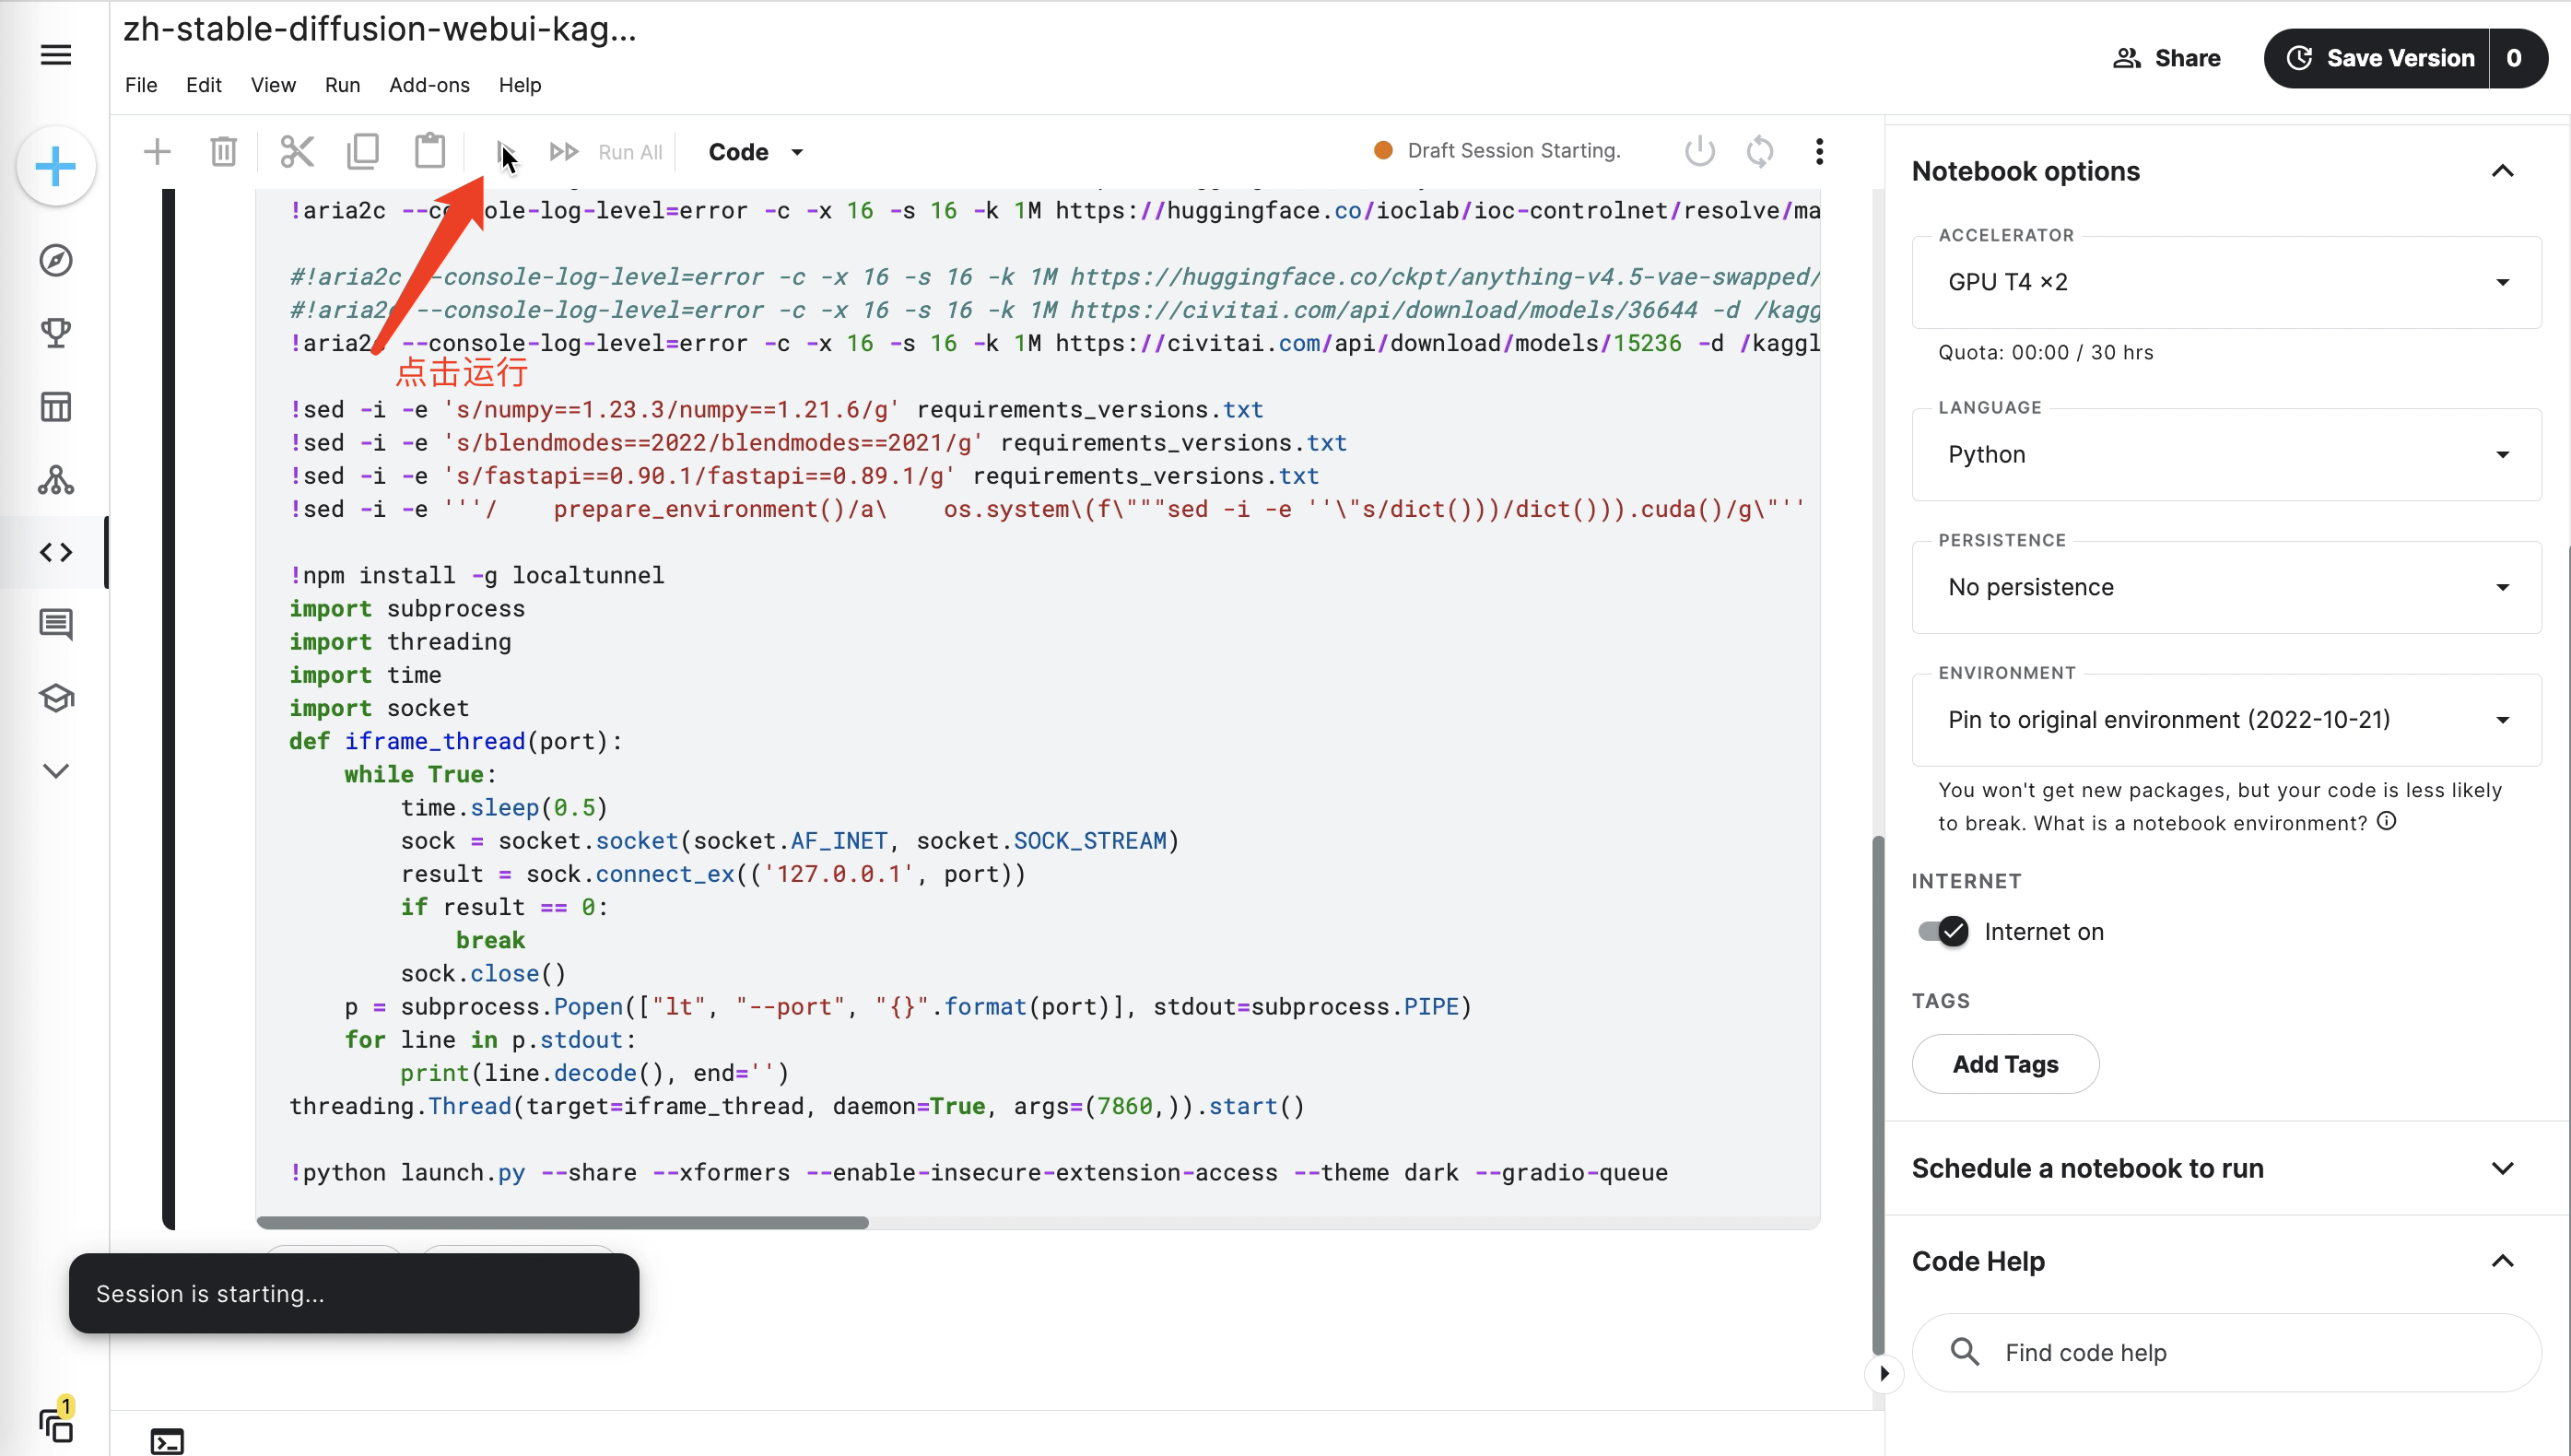 zh-stable-diffusion-webui-kag...
File Edit View Run Add-ons Help
Share
Save Version 0
Run All
Code
Draft Session Starting.
!aria2c --console-log-level=error -c -x 16 -s 16 -k 1M https://huggingface.co/ioclab/ioc-controlnet/resolve/ma
#!aria2c --console-log-level=error -c -x 16 -s 16 -k 1M https://huggingface.co/ckpt/anything-v4.5-vae-swapped/
#!aria2c --console-log-level=error -c -x 16 -s 16 -k 1M https://civitai.com/api/download/models/36644 -d /kagg
!aria2c --console-log-level=error -c -x 16 -s 16 -k 1M https://civitai.com/api/download/models/15236 -d /kaggl
点击运行
!sed -i -e 's/numpy==1.23.3/numpy==1.21.6/g' requirements_versions.txt
!sed -i -e 's/blendmodes==2022/blendmodes==2021/g' requirements_versions.txt
!sed -i -e 's/fastapi==0.90.1/fastapi==0.89.1/g' requirements_versions.txt
!sed -i -e '''/    prepare_environment()/a\    os.system\(f\"""sed -i -e ''\"s/dict()))/dict())).cuda()/g\"''
!npm install -g localtunnel
import subprocess
import threading
import time
import socket
def iframe_thread(port):
    while True:
        time.sleep(0.5)
        sock = socket.socket(socket.AF_INET, socket.SOCK_STREAM)
        result = sock.connect_ex(('127.0.0.1', port))
        if result == 0:
            break
        sock.close()
    p = subprocess.Popen(["lt", "--port", "{}".format(port)], stdout=subprocess.PIPE)
    for line in p.stdout:
        print(line.decode(), end='')
threading.Thread(target=iframe_thread, daemon=True, args=(7860,)).start()
!python launch.py --share --xformers --enable-insecure-extension-access --theme dark --gradio-queue
Session is starting...
1
Notebook options
ACCELERATOR
GPU T4 ×2
Quota: 00:00 / 30 hrs
LANGUAGE
Python
PERSISTENCE
No persistence
ENVIRONMENT
Pin to original environment (2022-10-21)
You won't get new packages, but your code is less likely
to break. What is a notebook environment?
INTERNET
Internet on
TAGS
Add Tags
Schedule a notebook to run
Code Help
Find code help